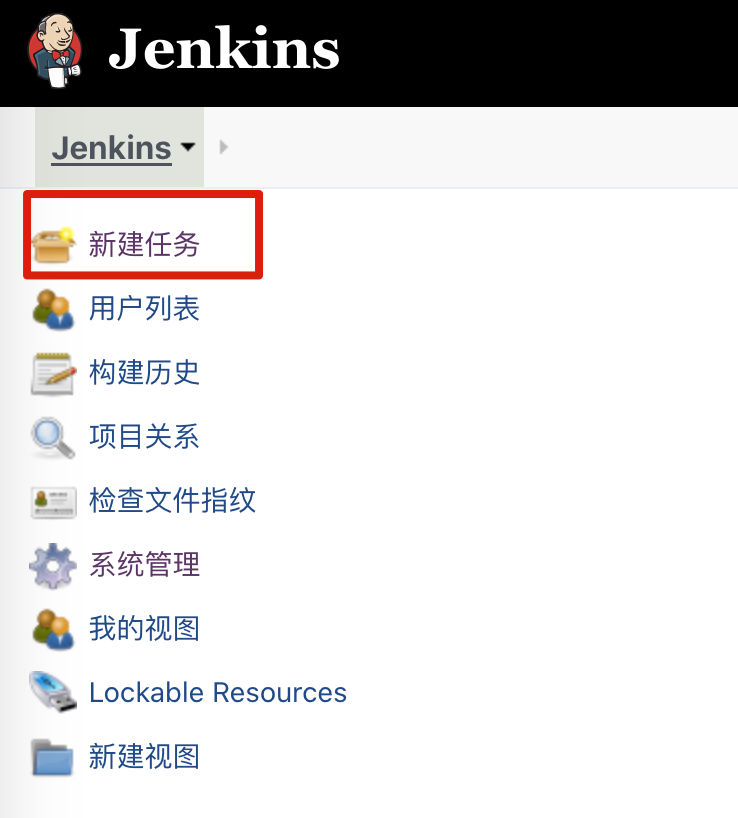 Jenkins
Jenkins
新建任务
用户列表
构建历史
项目关系
检查文件指纹
系统管理
我的视图
Lockable Resources
新建视图